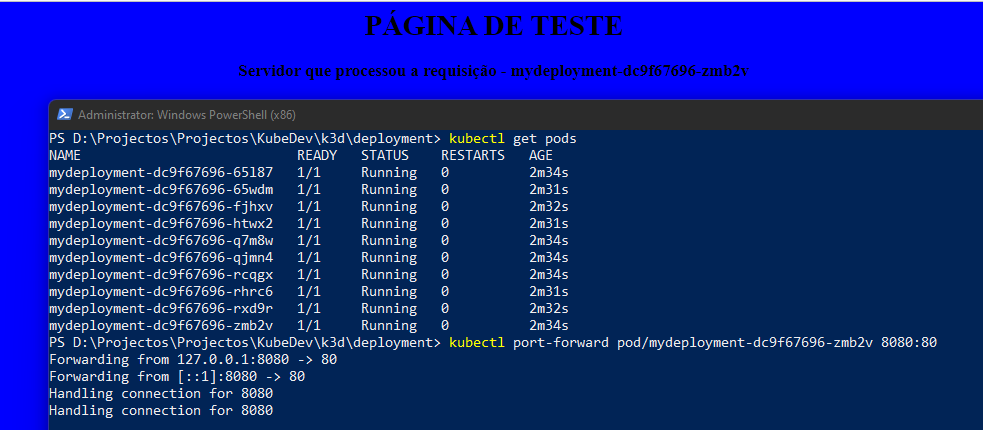 PÁGINA DE TESTE
Servidor que processou a requisição - mydeployment-dc9f67696-zmb2v
Administrator: Windows PowerShell (x86)
PS D:\Projectos\Projectos\KubeDev\k3d\deployment> kubectl get pods
NAME READY STATUS RESTARTS AGE
mydeployment-dc9f67696-65l87 1/1 Running 0 2m34s
mydeployment-dc9f67696-65wdm 1/1 Running 0 2m31s
mydeployment-dc9f67696-fjhxv 1/1 Running 0 2m32s
mydeployment-dc9f67696-htwx2 1/1 Running 0 2m31s
mydeployment-dc9f67696-q7m8w 1/1 Running 0 2m34s
mydeployment-dc9f67696-qjmn4 1/1 Running 0 2m34s
mydeployment-dc9f67696-rcqgx 1/1 Running 0 2m34s
mydeployment-dc9f67696-rhrc6 1/1 Running 0 2m31s
mydeployment-dc9f67696-rxd9r 1/1 Running 0 2m32s
mydeployment-dc9f67696-zmb2v 1/1 Running 0 2m34s
PS D:\Projectos\Projectos\KubeDev\k3d\deployment> kubectl port-forward pod/mydeployment-dc9f67696-zmb2v 8080:80
Forwarding from 127.0.0.1:8080 -> 80
Forwarding from [::1]:8080 -> 80
Handling connection for 8080
Handling connection for 8080